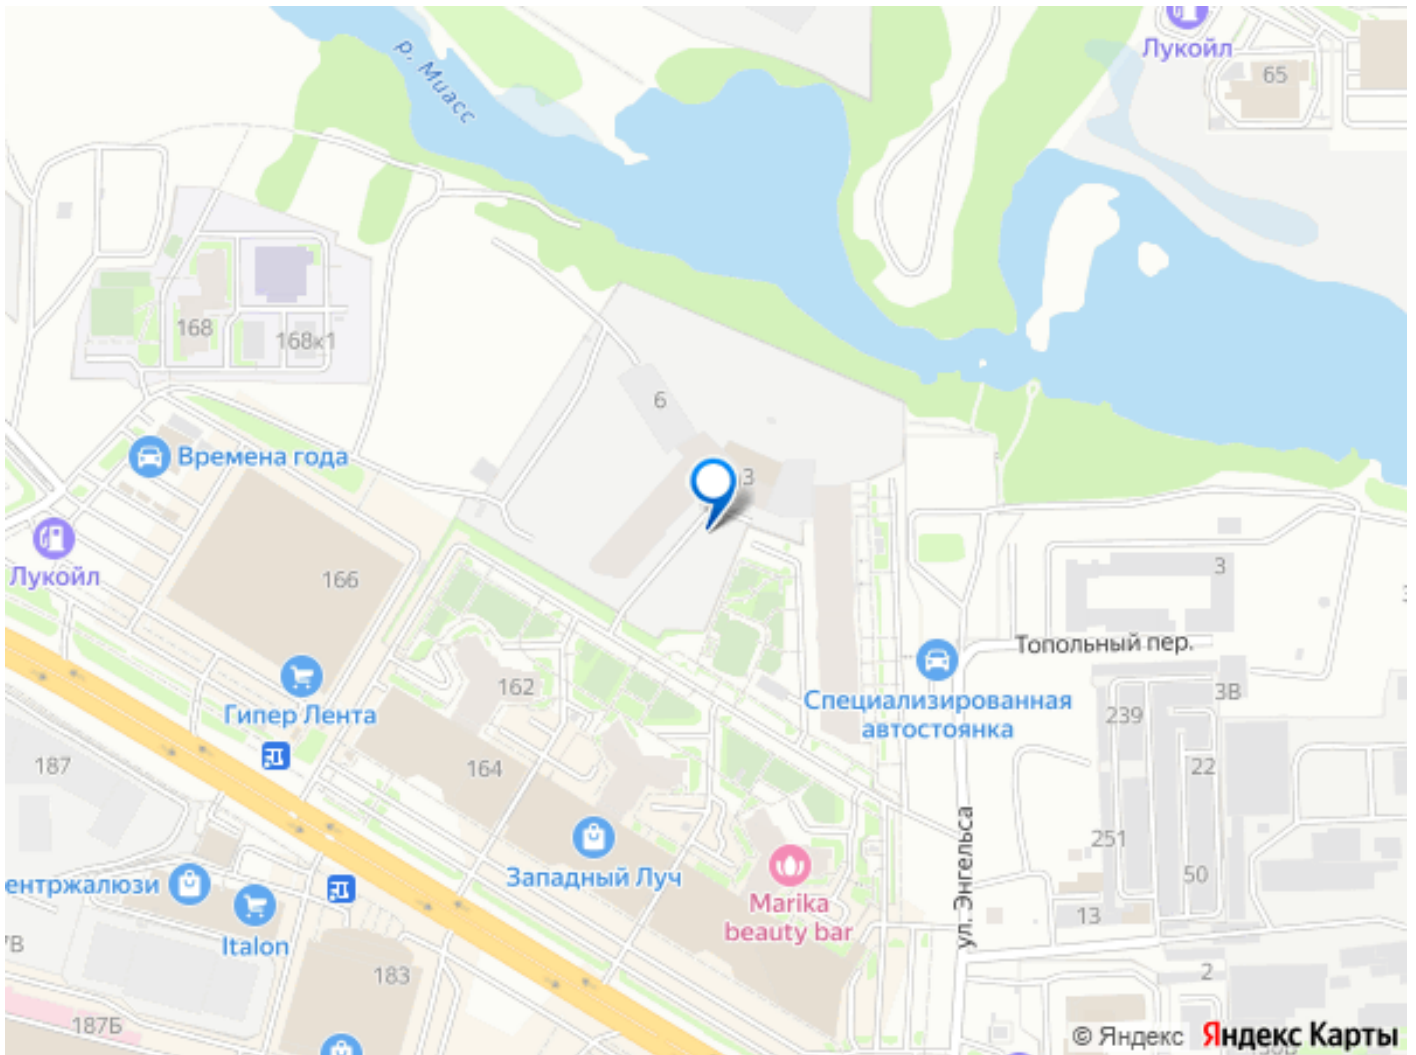 Лукойл
65
р. Миасс
168
168к1
6
3
Времена года
Лукойл
166
3
Топольный пер.
Гипер Лента
162
Специализированная
автостоянка
3В
239
187
164
22
251
ул. Энгельса
Западный Луч
50
ентржалюзи
Marika
beauty bar
13
Italon
7В
183
2
187Б
© Яндекс
Яндекс Карты